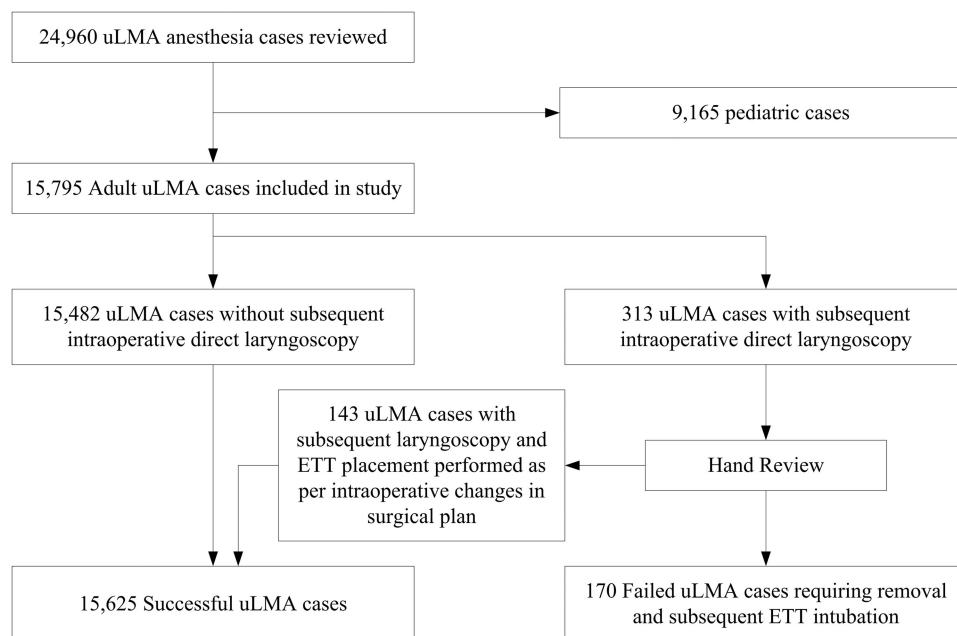 24,960 uLMA anesthesia cases reviewed
9,165 pediatric cases
15,795 Adult uLMA cases included in study
15,482 uLMA cases without subsequent
intraoperative direct laryngoscopy
313 uLMA cases with subsequent
intraoperative direct laryngoscopy
143 uLMA cases with
subsequent laryngoscopy and
ETT placement performed as
per intraoperative changes in
surgical plan
Hand Review
15,625 Successful uLMA cases
170 Failed uLMA cases requiring removal
and subsequent ETT intubation